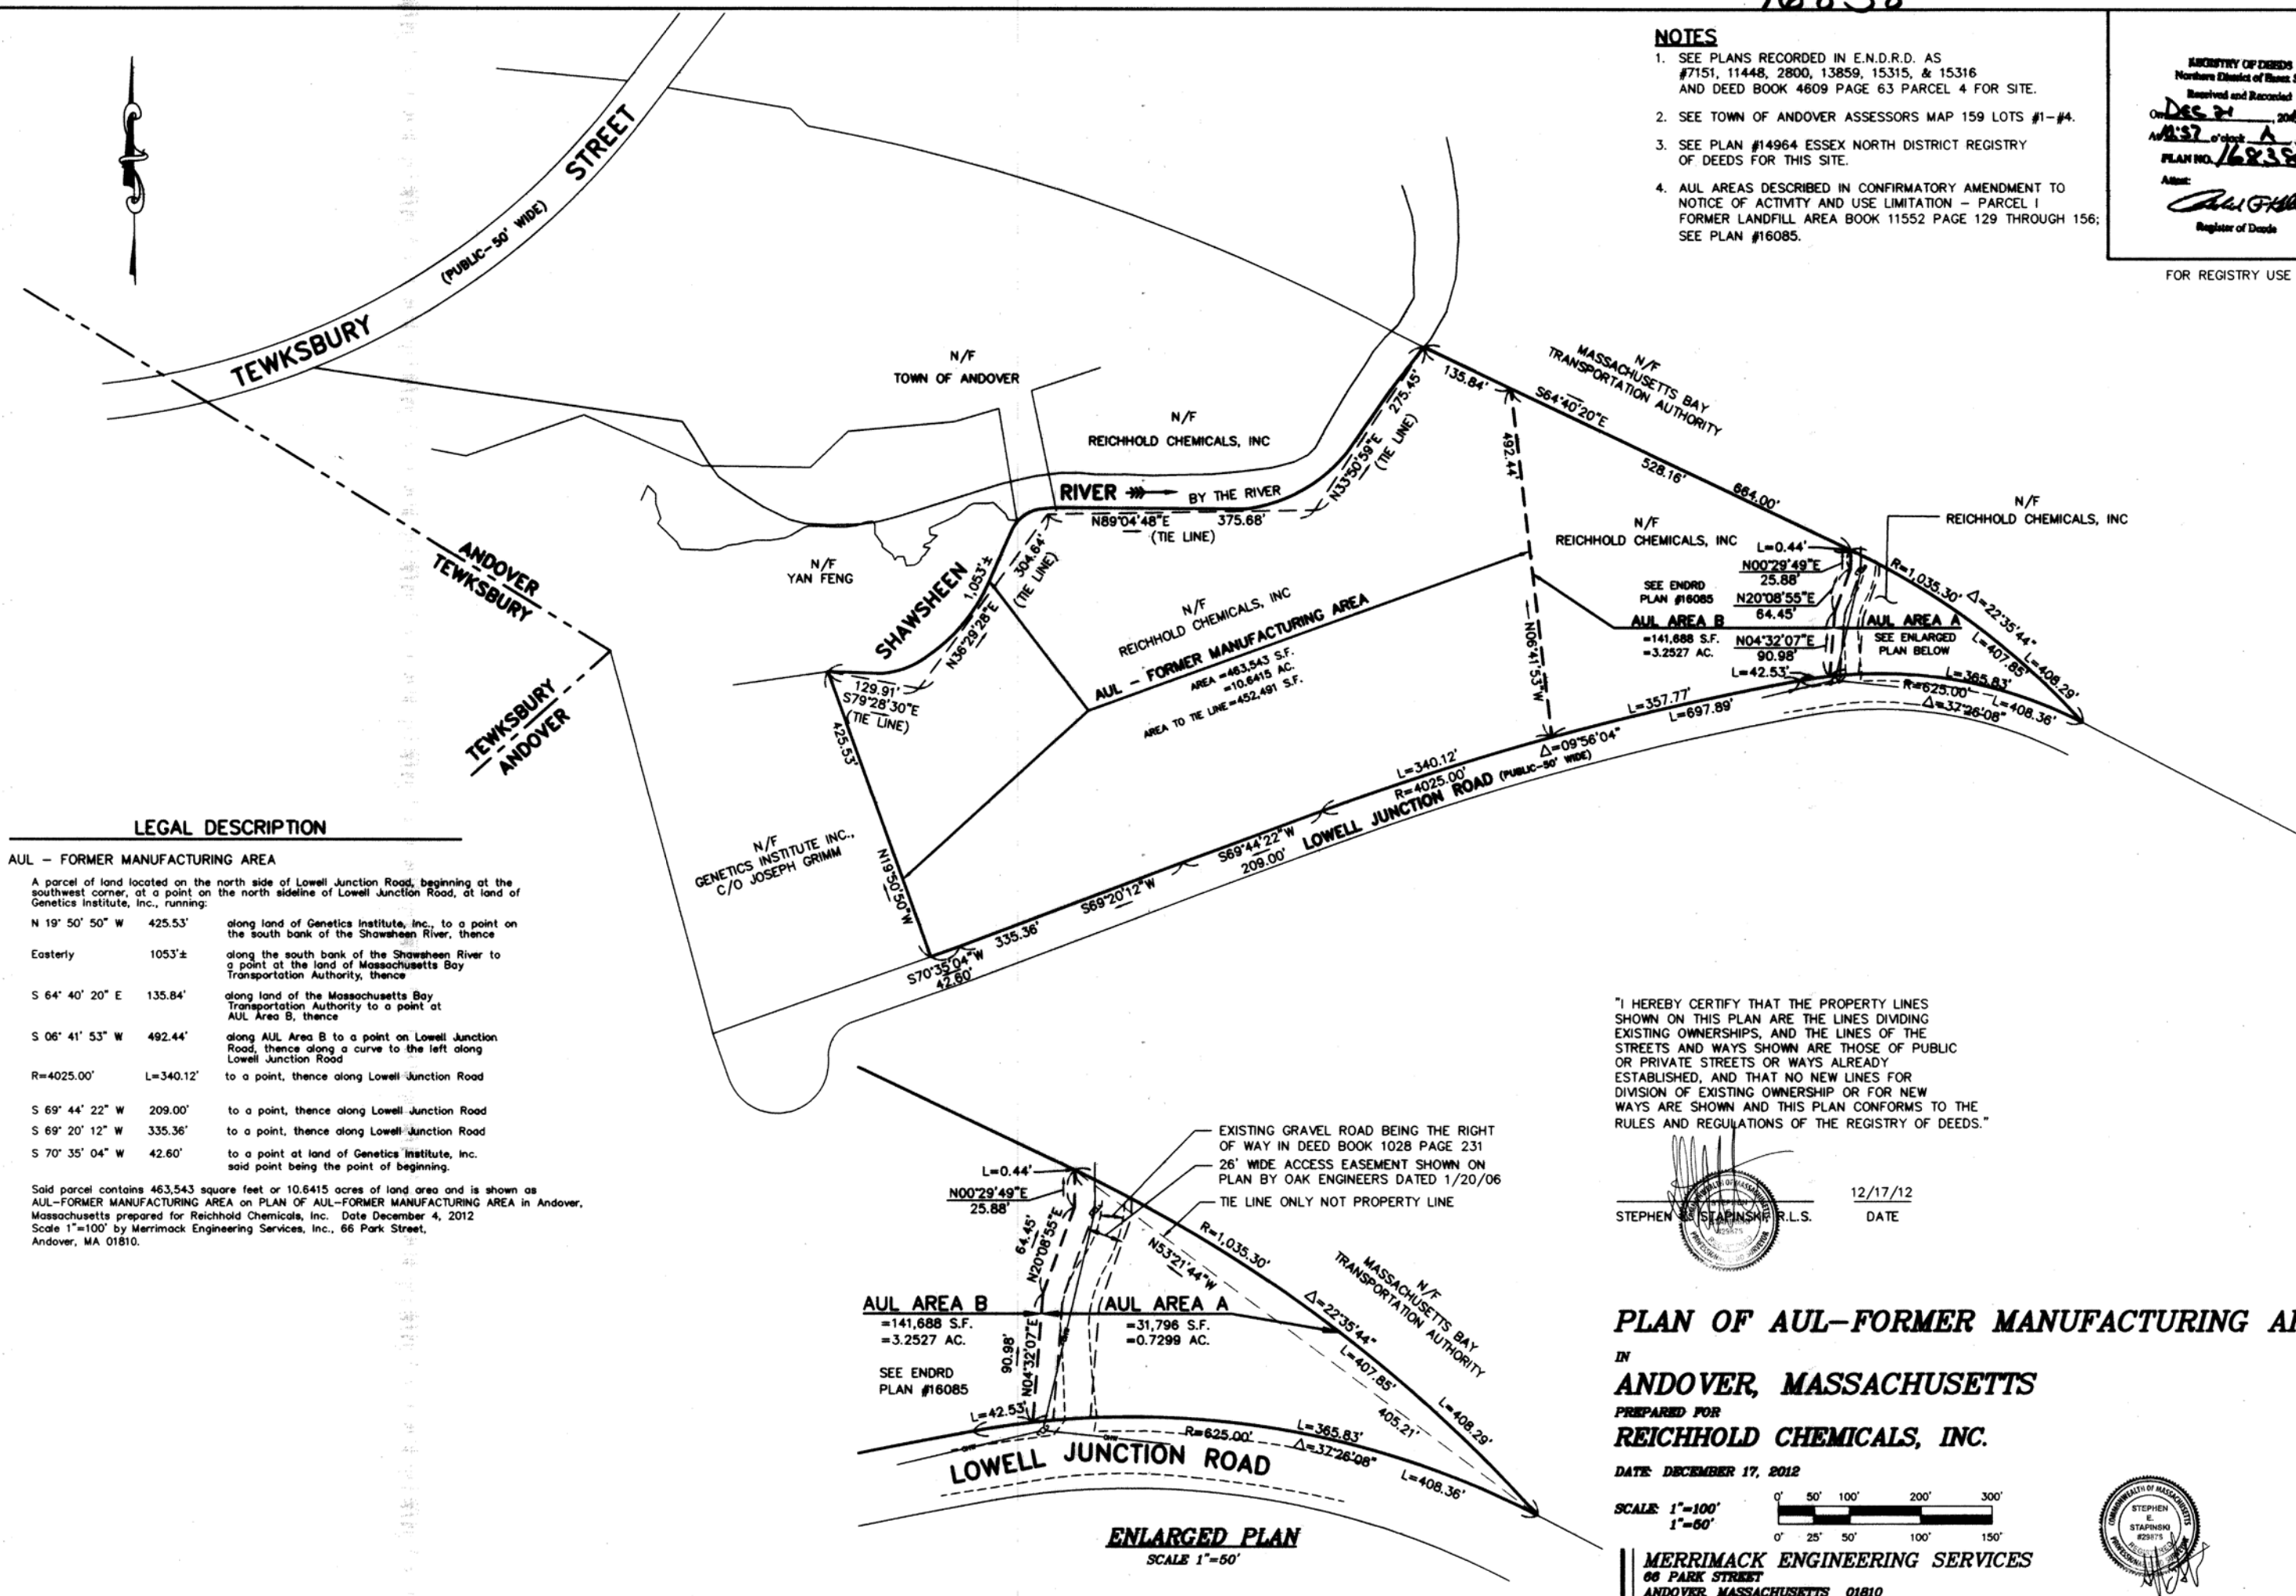 NOTES
1. SEE PLANS RECORDED IN E.N.D.R.D. AS
#7151, 11448, 2800, 13859, 15315, & 15316
AND DEED BOOK 4609 PAGE 63 PARCEL 4 FOR SITE.
2. SEE TOWN OF ANDOVER ASSESSORS MAP 159 LOTS #1-#4.
3. SEE PLAN #14964 ESSEX NORTH DISTRICT REGISTRY
OF DEEDS FOR THIS SITE.
4. AUL AREAS DESCRIBED IN CONFIRMATORY AMENDMENT TO
NOTICE OF ACTIVITY AND USE LIMITATION - PARCEL I
FORMER LANDFILL AREA BOOK 11552 PAGE 129 THROUGH 156;
SEE PLAN #16085.
REGISTRY OF DEEDS
Northern District of Essex
Received and Recorded
On Dec 21
o'clock A
PLAN NO. 16838
Attest:
Register of Deeds
FOR REGISTRY USE
TEWKSBURY STREET
(PUBLIC-50' WIDE)
N/F
TOWN OF ANDOVER
N/F
REICHHOLD CHEMICALS, INC
N/F
MASSACHUSETTS BAY
TRANSPORTATION AUTHORITY
135.84'
S64°40'20"E
528.16'
664.00'
275.45'
N33°50'59"E
(TIE LINE)
492.44'
N06°41'53"W
RIVER
BY THE RIVER
N89°04'48"E 375.68'
(TIE LINE)
SHAWSHEEN
1,053'±
304.64'
N36°29'28"E
(TIE LINE)
N/F
YAN FENG
129.91'
S79°28'30"E
(TIE LINE)
425.53'
N19°50'50"W
ANDOVER
TEWKSBURY
TEWKSBURY
ANDOVER
N/F
REICHHOLD CHEMICALS, INC
AUL - FORMER MANUFACTURING AREA
AREA =463,543 S.F.
=10.6415 AC.
AREA TO TIE LINE=452,491 S.F.
N/F
REICHHOLD CHEMICALS, INC
N/F
REICHHOLD CHEMICALS, INC
L=0.44'
N00°29'49"E
25.88'
SEE ENDRD
PLAN #16085
N20°08'55"E
64.45'
AUL AREA B
=141,688 S.F.
=3.2527 AC.
N04°32'07"E
90.98'
L=42.53'
AUL AREA A
SEE ENLARGED
PLAN BELOW
R=1,035.30'
Δ=22°35'44"
L=407.85'
L=408.29'
L=365.83'
R=625.00'
L=408.36'
Δ=37°26'08"
L=357.77'
L=697.89'
L=340.12'
R=4025.00'
Δ=09°56'04"
LOWELL JUNCTION ROAD (PUBLIC-50' WIDE)
S69°44'22"W
209.00'
S69°20'12"W
335.36'
S70°35'04"W
42.60'
N/F
GENETICS INSTITUTE INC.,
C/O JOSEPH GRIMM
LEGAL DESCRIPTION
AUL - FORMER MANUFACTURING AREA
A parcel of land located on the north side of Lowell Junction Road, beginning at the
southwest corner, at a point on the north sideline of Lowell Junction Road, at land of
Genetics Institute, Inc., running:
N 19° 50' 50" W 425.53' along land of Genetics Institute, Inc., to a point on
the south bank of the Shawsheen River, thence
Easterly 1053'± along the south bank of the Shawsheen River to
a point at the land of Massachusetts Bay
Transportation Authority, thence
S 64° 40' 20" E 135.84' along land of the Massachusetts Bay
Transportation Authority to a point at
AUL Area B, thence
S 06° 41' 53" W 492.44' along AUL Area B to a point on Lowell Junction
Road, thence along a curve to the left along
Lowell Junction Road
R=4025.00' L=340.12' to a point, thence along Lowell Junction Road
S 69° 44' 22" W 209.00' to a point, thence along Lowell Junction Road
S 69° 20' 12" W 335.36' to a point, thence along Lowell Junction Road
S 70° 35' 04" W 42.60' to a point at land of Genetics Institute, Inc.
said point being the point of beginning.
Said parcel contains 463,543 square feet or 10.6415 acres of land area and is shown as
AUL-FORMER MANUFACTURING AREA on PLAN OF AUL-FORMER MANUFACTURING AREA in Andover,
Massachusetts prepared for Reichhold Chemicals, Inc. Date December 4, 2012
Scale 1"=100' by Merrimack Engineering Services, Inc., 66 Park Street,
Andover, MA 01810.
EXISTING GRAVEL ROAD BEING THE RIGHT
OF WAY IN DEED BOOK 1028 PAGE 231
26' WIDE ACCESS EASEMENT SHOWN ON
PLAN BY OAK ENGINEERS DATED 1/20/06
TIE LINE ONLY NOT PROPERTY LINE
L=0.44'
N00°29'49"E
25.88'
64.45'
N20°08'55"E
N53°21'44"W
R=1,035.30'
N/F
MASSACHUSETTS BAY
TRANSPORTATION AUTHORITY
AUL AREA B
=141,688 S.F.
=3.2527 AC.
SEE ENDRD
PLAN #16085
AUL AREA A
=31,796 S.F.
=0.7299 AC.
90.98'
N04°32'07"E
Δ=22°35'44"
L=407.85'
405.21'
L=408.29'
L=42.53'
R=625.00'
L=365.83'
Δ=37°26'08"
L=408.36'
LOWELL JUNCTION ROAD
ENLARGED PLAN
SCALE 1"=50'
"I HEREBY CERTIFY THAT THE PROPERTY LINES
SHOWN ON THIS PLAN ARE THE LINES DIVIDING
EXISTING OWNERSHIPS, AND THE LINES OF THE
STREETS AND WAYS SHOWN ARE THOSE OF PUBLIC
OR PRIVATE STREETS OR WAYS ALREADY
ESTABLISHED, AND THAT NO NEW LINES FOR
DIVISION OF EXISTING OWNERSHIP OR FOR NEW
WAYS ARE SHOWN AND THIS PLAN CONFORMS TO THE
RULES AND REGULATIONS OF THE REGISTRY OF DEEDS."
STEPHEN STAPINSKI R.L.S.
12/17/12
DATE
PLAN OF AUL-FORMER MANUFACTURING
IN
ANDOVER, MASSACHUSETTS
PREPARED FOR
REICHHOLD CHEMICALS, INC.
DATE: DECEMBER 17, 2012
SCALE: 1"=100'
1"=50'
0' 50' 100' 200' 300'
0' 25' 50' 100' 150'
MERRIMACK ENGINEERING SERVICES
66 PARK STREET
ANDOVER, MASSACHUSETTS 01810
COMMONWEALTH OF MASSACHUSETTS
STEPHEN
E.
STAPINSKI
#29875
REGISTERED